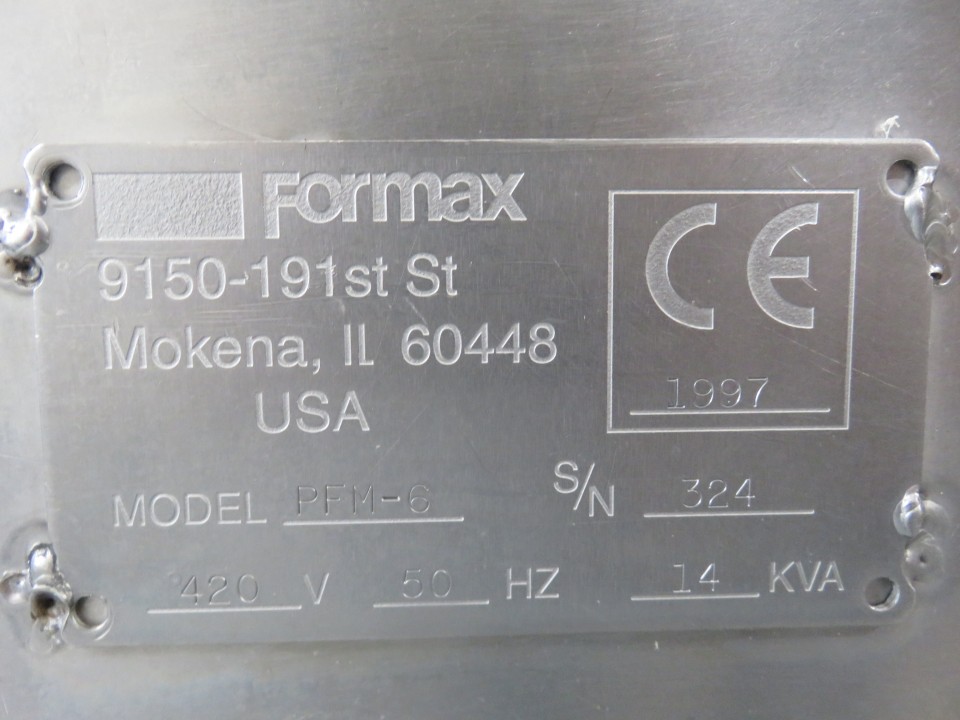 Formax
9150-191st St
Mokena, IL 60448
USA
CE
1997
MODEL PFM-6
S/N 324
420 V 50 HZ 14 KVA